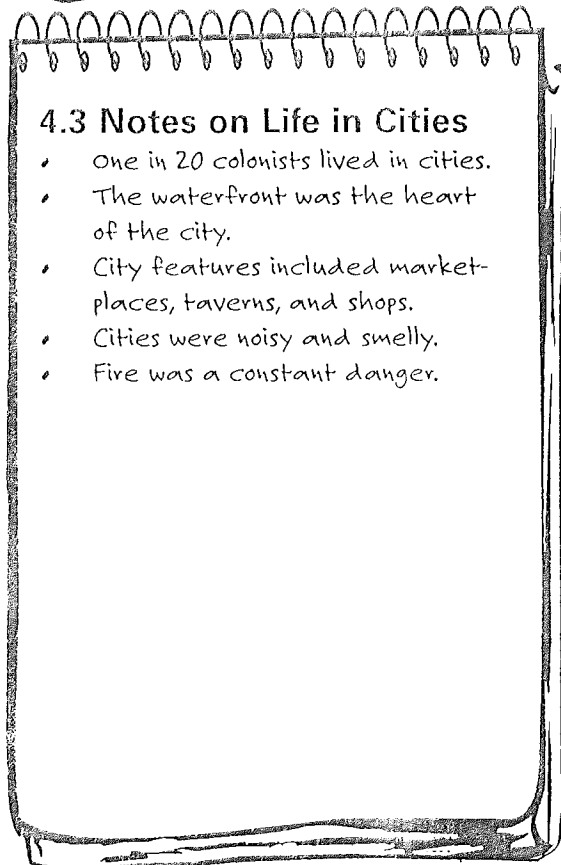 4.3 Notes on Life in Cities
• One in 20 colonists lived in cities.
• The waterfront was the heart
of the city.
• City features included market-
places, taverns, and shops.
• Cities were noisy and smelly.
• Fire was a constant danger.